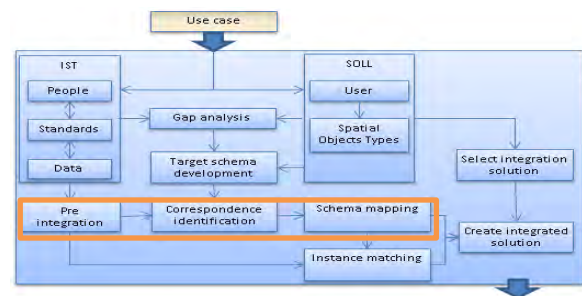 Use case
IST
SOLL
People
User
Standards
Gap analysis
Spatial
Objects Types
Data
Target schema
development
Select integration
solution
Pre
integration
Correspondence
identification
Schema mapping
Create integrated
solution
Instance matching